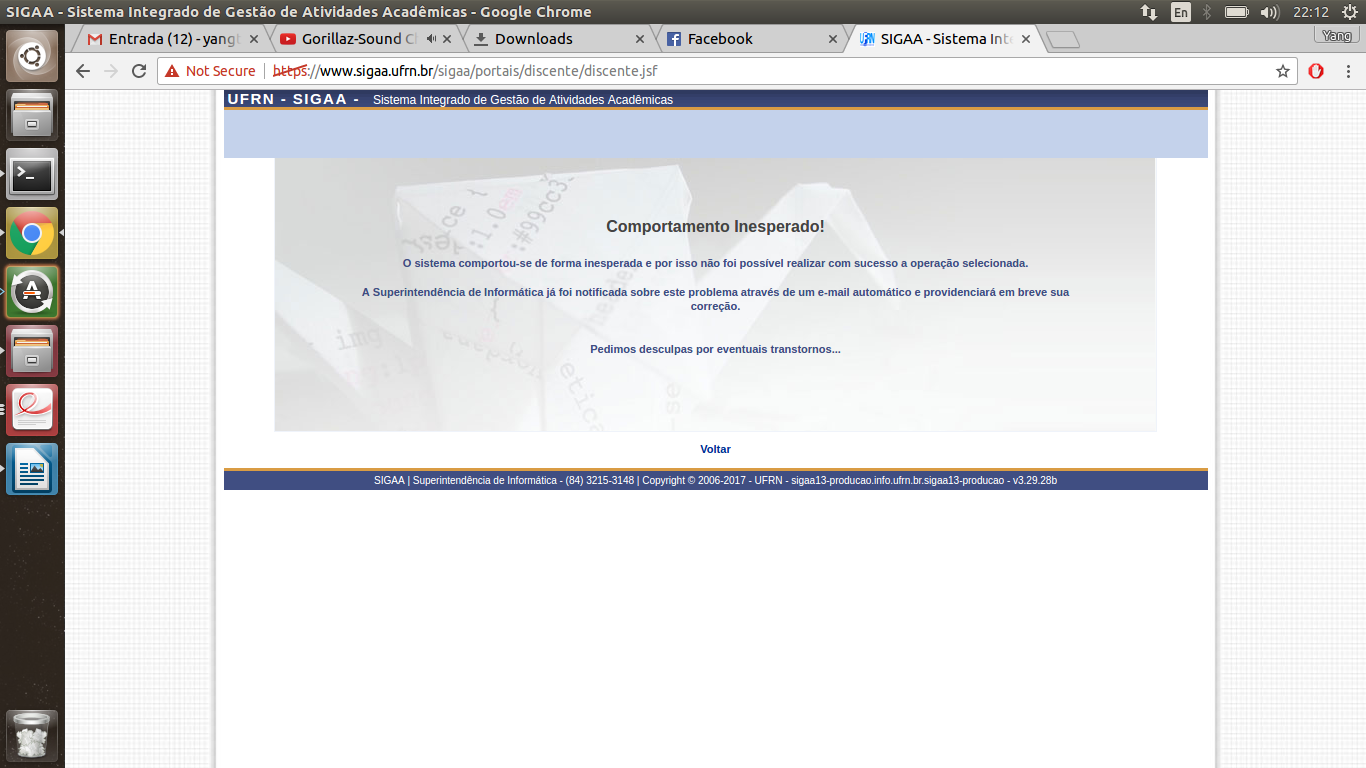 SIGAA - Sistema Integrado de Gestão de Atividades Acadêmicas - Google Chrome
En
22:12
Entrada (12) - yang
Gorillaz-Sound C
Downloads
Facebook
SIGAA - Sistema Int
Yang
Not Secure
https://www.sigaa.ufrn.br/sigaa/portais/discente/discente.jsf
UFRN - SIGAA - Sistema Integrado de Gestão de Atividades Acadêmicas
Comportamento Inesperado!
O sistema comportou-se de forma inesperada e por isso não foi possível realizar com sucesso a operação selecionada.
A Superintendência de Informática já foi notificada sobre este problema através de um e-mail automático e providenciará em breve sua
correção.
Pedimos desculpas por eventuais transtornos...
Voltar
SIGAA | Superintendência de Informática - (84) 3215-3148 | Copyright © 2006-2017 - UFRN - sigaa13-producao.info.ufrn.br.sigaa13-producao - v3.29.28b